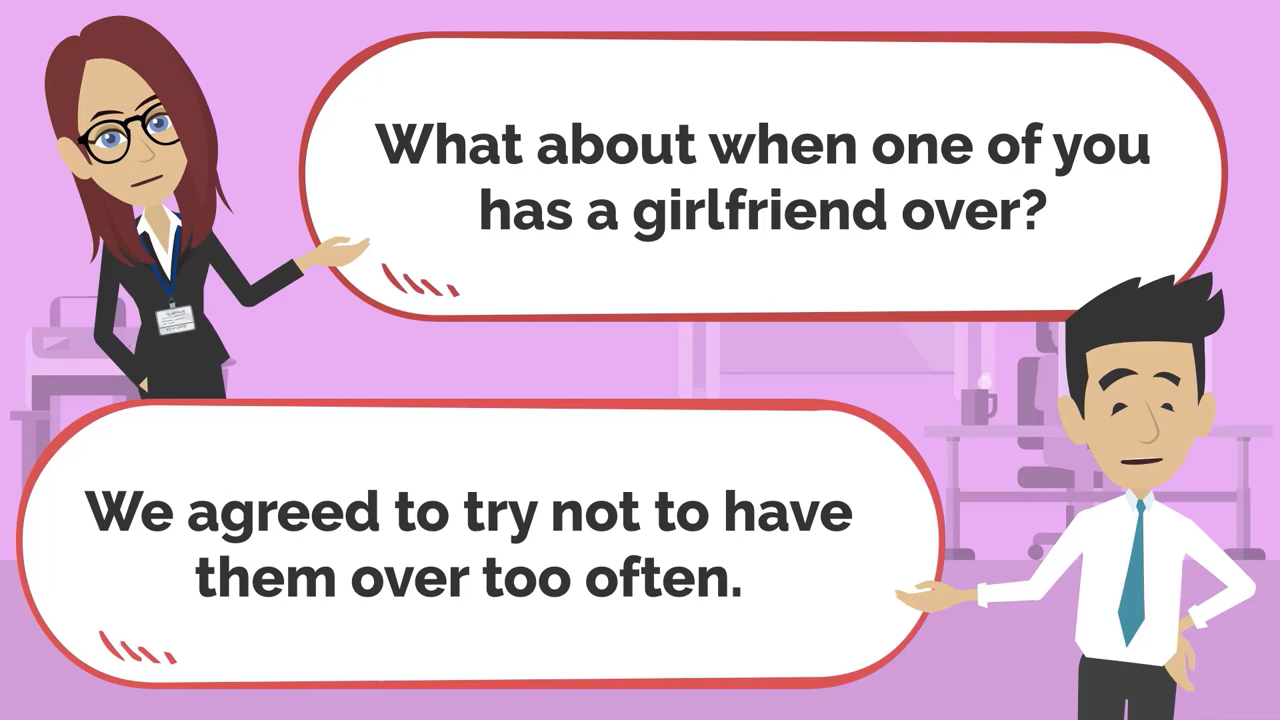 What about when one of you
has a girlfriend over?
We agreed to try not to have
them over too often.